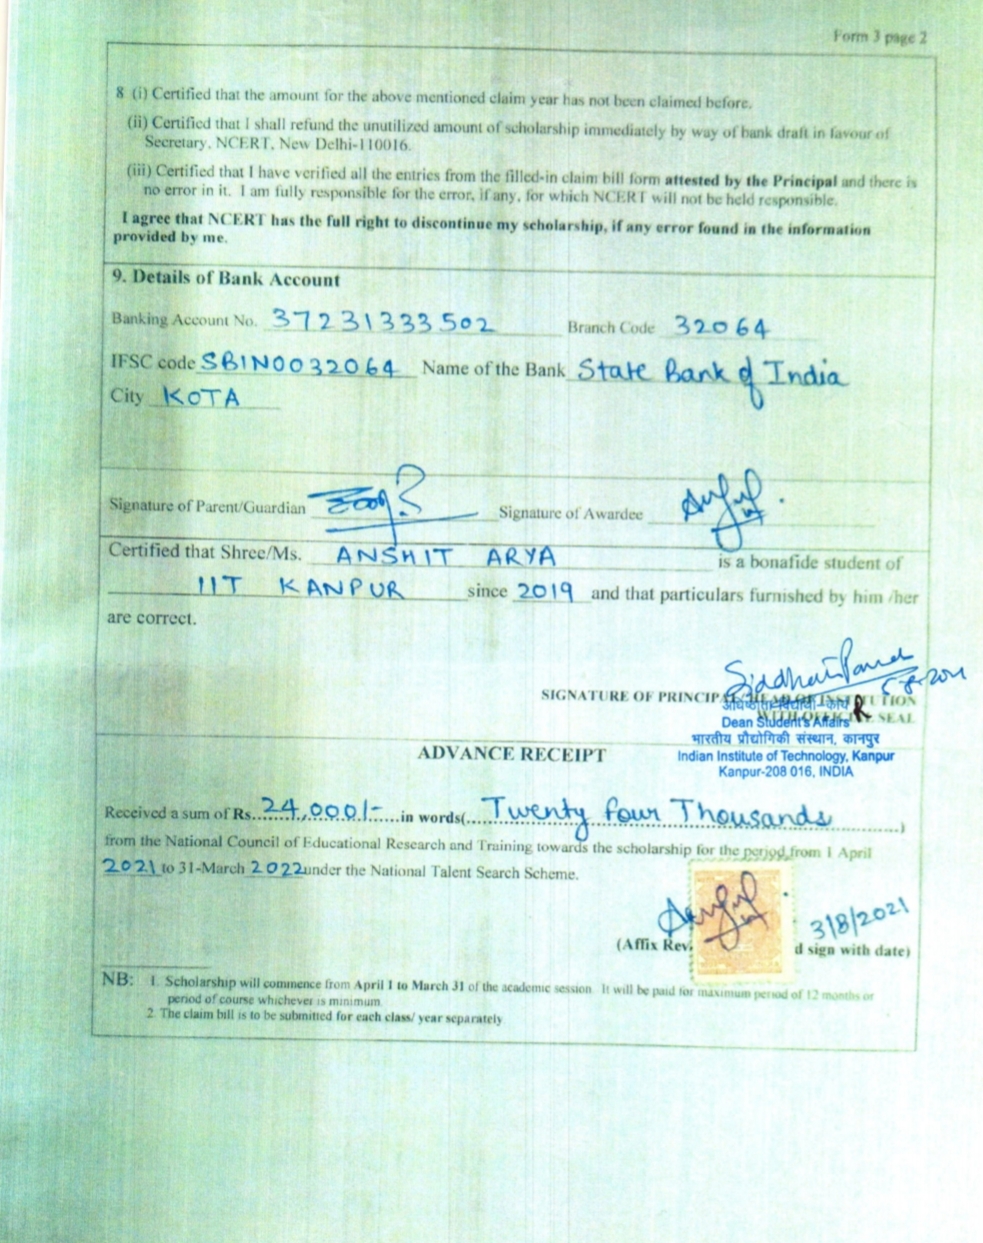 Form 3 page 2
8 (i) Certified that the amount for the above mentioned claim year has not been claimed before.
(ii) Certified that I shall refund the unutilized amount of scholarship immediately by way of bank draft in favour of
Secretary, NCERT, New Delhi-110016.
(iii) Certified that I have verified all the entries from the filled-in claim bill form attested by the Principal and there is
no error in it. I am fully responsible for the error, if any, for which NCERT will not be held responsible.
I agree that NCERT has the full right to discontinue my scholarship, if any error found in the information
provided by me.
9. Details of Bank Account
Banking Account No. 37231333502 Branch Code 32064
IFSC code SBIN0032064 Name of the Bank State Bank of India
City KOTA
Signature of Parent/Guardian Signature of Awardee
Certified that Shree/Ms. ANSHIT ARYA is a bonafide student of
IIT KANPUR since 2019 and that particulars furnished by him /her
are correct.
SIGNATURE OF PRINCIPAL/HEAD OF INSTITUTION
WITH OFFICIAL SEAL
अधिष्ठाता-विद्यार्थी-कार्य
Dean Student's Affairs
भारतीय प्रौद्योगिकी संस्थान, कानपुर
Indian Institute of Technology, Kanpur
Kanpur-208 016, INDIA
ADVANCE RECEIPT
Received a sum of Rs. 24,000/- in words( Twenty four Thousands )
from the National Council of Educational Research and Training towards the scholarship for the period from 1 April
2021 to 31-March 2022 under the National Talent Search Scheme.
3/8/2021
(Affix Rev. d sign with date)
NB: 1. Scholarship will commence from April 1 to March 31 of the academic session. It will be paid for maximum period of 12 months or
period of course whichever is minimum
2. The claim bill is to be submitted for each class/ year separately